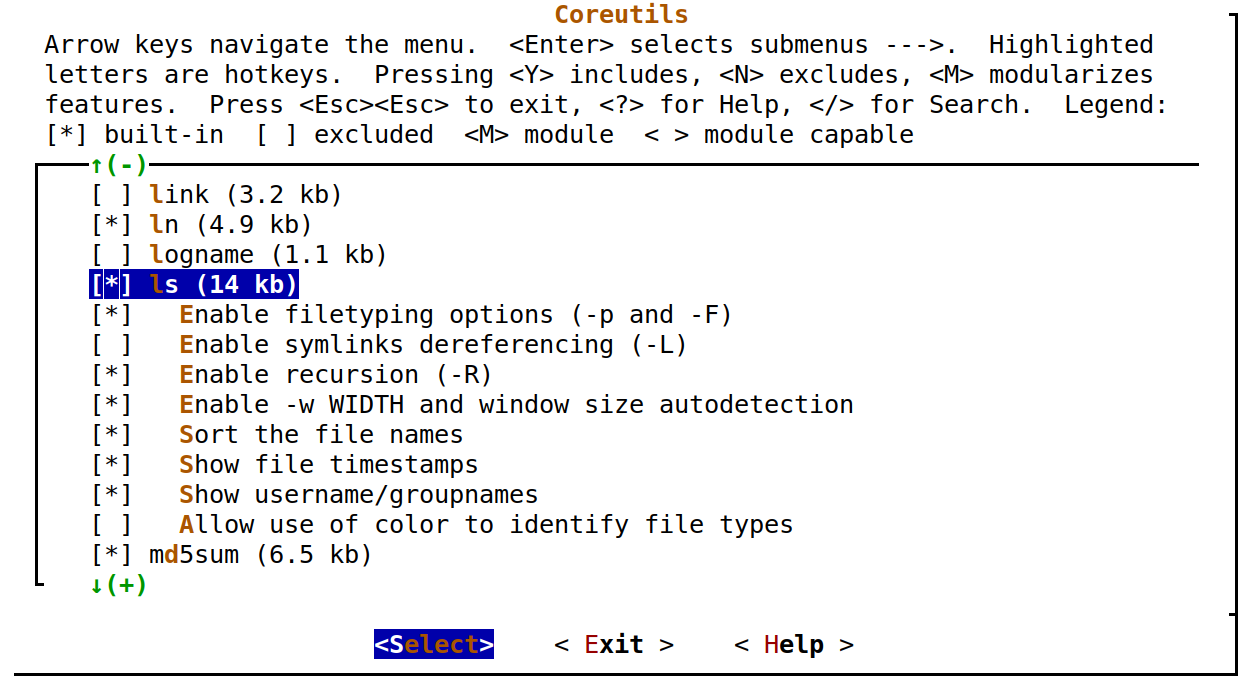 Coreutils
Arrow keys navigate the menu.  <Enter> selects submenus --->.  Highlighted
letters are hotkeys.  Pressing <Y> includes, <N> excludes, <M> modularizes
features.  Press <Esc><Esc> to exit, <?> for Help, </> for Search.  Legend:
[*] built-in  [ ] excluded  <M> module  < > module capable
↑(-)
[ ] link (3.2 kb)
[*] ln (4.9 kb)
[ ] logname (1.1 kb)
[*] ls (14 kb)
[*]   Enable filetyping options (-p and -F)
[ ]   Enable symlinks dereferencing (-L)
[*]   Enable recursion (-R)
[*]   Enable -w WIDTH and window size autodetection
[*]   Sort the file names
[*]   Show file timestamps
[*]   Show username/groupnames
[ ]   Allow use of color to identify file types
[*] md5sum (6.5 kb)
↓(+)
<Select>    < Exit >    < Help >